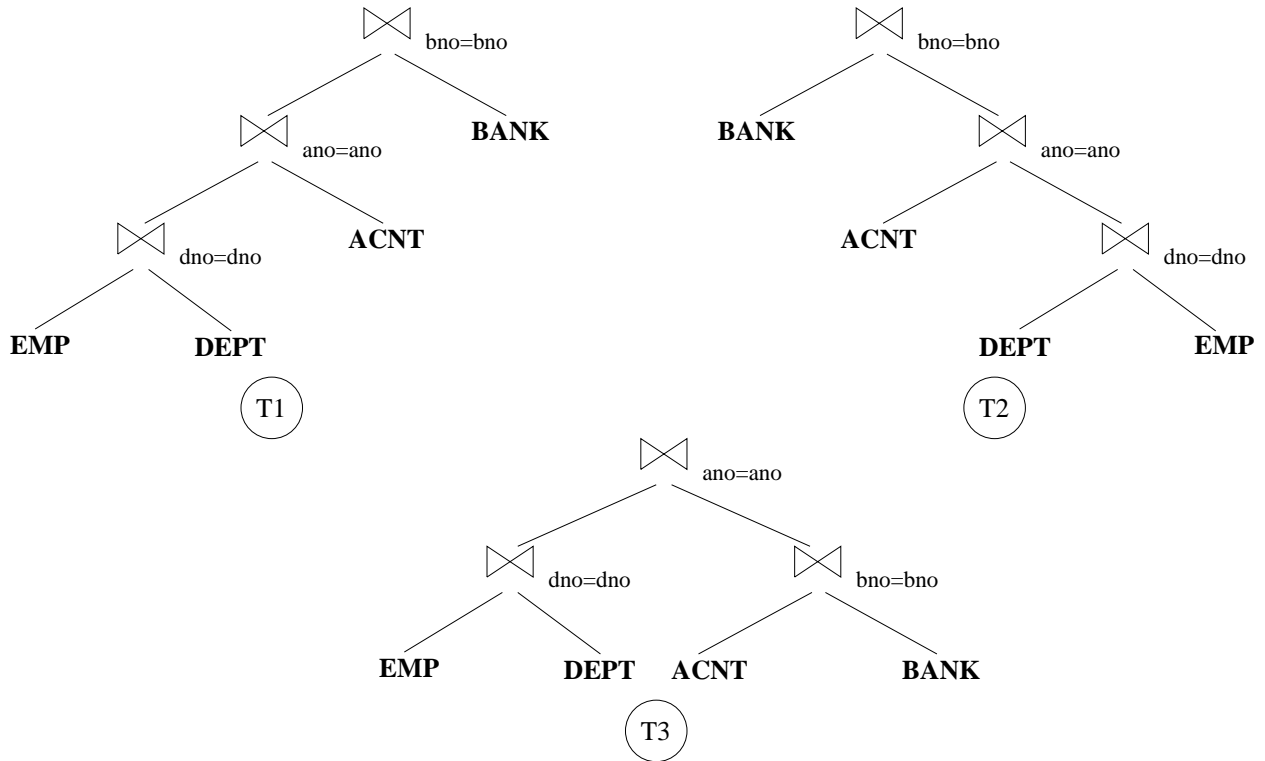 bno=bno
bno=bno
BANK
BANK
ano=ano
ano=ano
ACNT
ACNT
dno=dno
dno=dno
EMP
DEPT
DEPT
EMP
T1
T2
ano=ano
dno=dno
bno=bno
EMP
DEPT
ACNT
BANK
T3